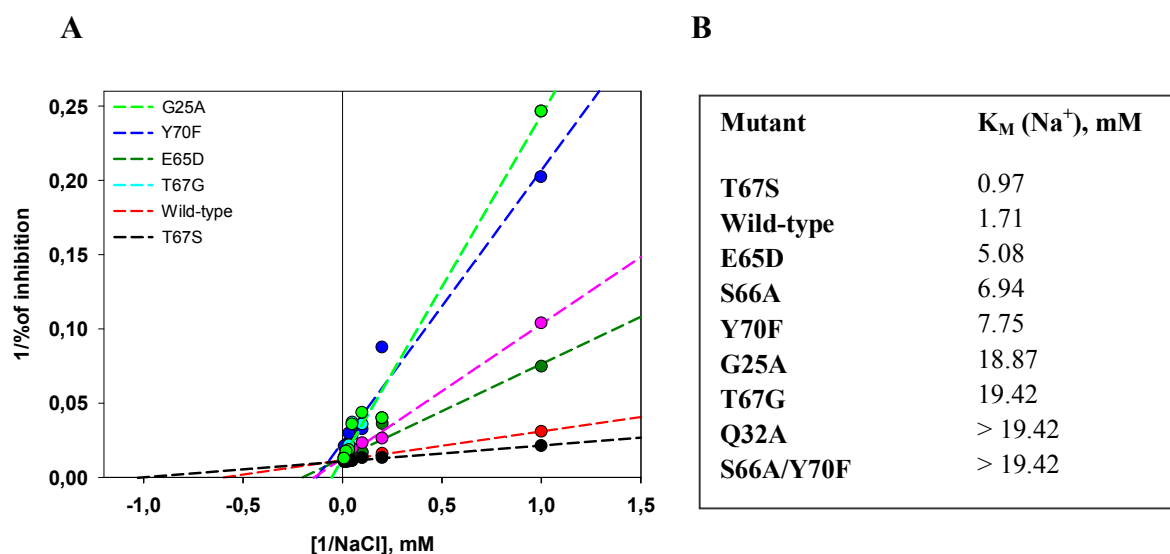 A
B
0,25
0,20
0,15
0,10
0,05
0,00
1/%of inhibition
G25A
Y70F
E65D
T67G
Wild-type
T67S
-1,0
-0,5
0,0
0,5
1,0
1,5
[1/NaCl], mM
Mutant K_M (Na⁺), mM
T67S 0.97
Wild-type 1.71
E65D 5.08
S66A 6.94
Y70F 7.75
G25A 18.87
T67G 19.42
Q32A > 19.42
S66A/Y70F > 19.42